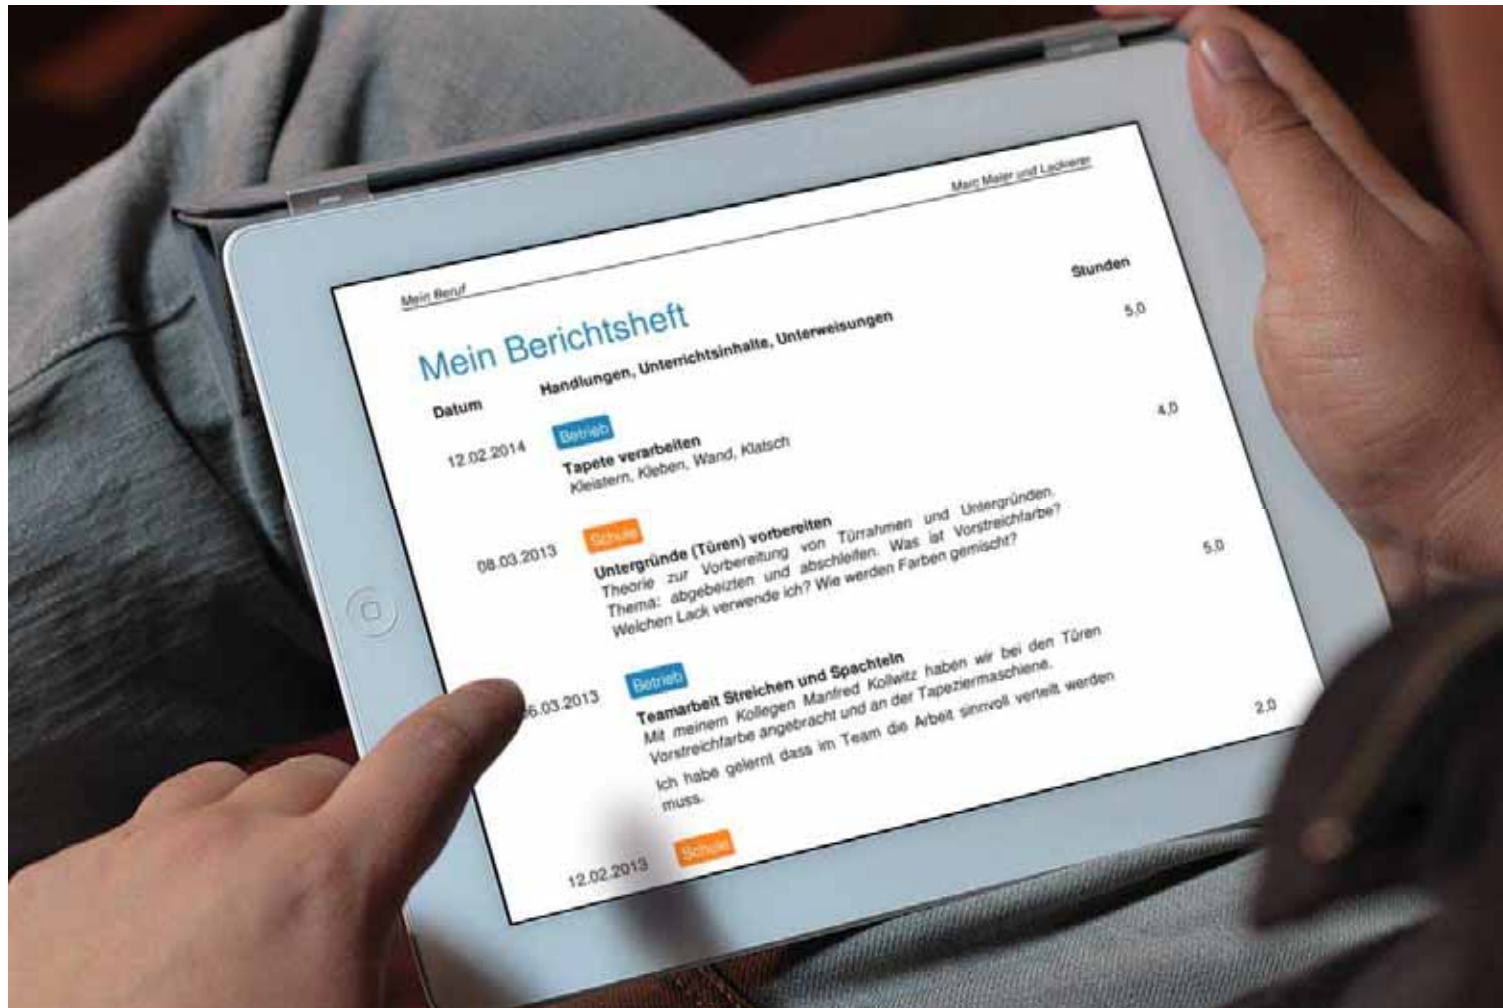 Mein Beruf
Marc Maier und Lackierer
Mein Berichtsheft
Datum
Handlungen, Unterrichtsinhalte, Unterweisungen
Stunden
12.02.2014
Betrieb
5,0
Tapete verarbeiten
Kleistern, Kleben, Wand, Klatsch
08.03.2013
Schule
4,0
Untergründe (Türen) vorbereiten
Theorie zur Vorbereitung von Türrahmen und Untergründen.
Thema: abgebeizten und abschleifen. Was ist Vorstreichfarbe?
Welchen Lack verwende ich? Wie werden Farben gemischt?
6.03.2013
Betrieb
5,0
Teamarbeit Streichen und Spachteln
Mit meinem Kollegen Manfred Kollwitz haben wir bei den Türen
Vorstreichfarbe angebracht und an der Tapeziermaschiene.
Ich habe gelernt dass im Team die Arbeit sinnvoll verteilt werden
muss.
12.02.2013
Schule
2,0